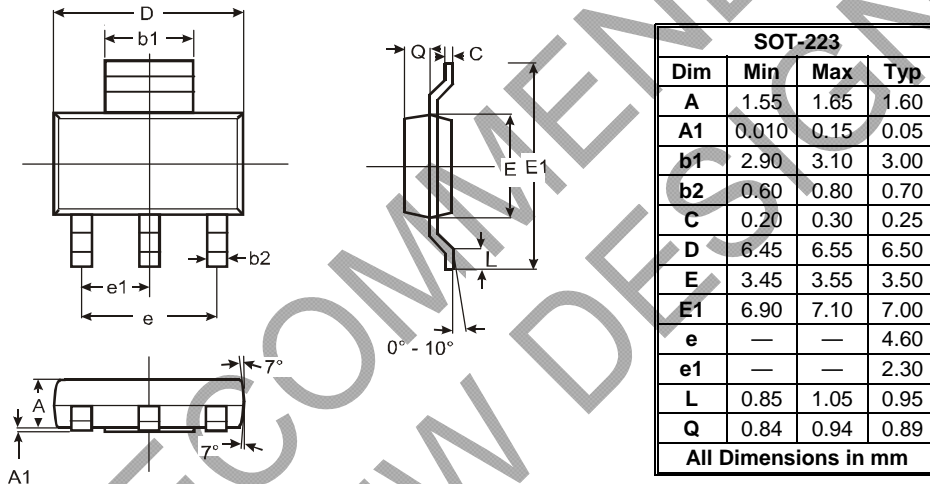 D
b1
b2
e1
e
Q
C
E
E1
L
0° - 10°
A
A1
7°
7°
SOT-223
Dim Min Max Typ
A 1.55 1.65 1.60
A1 0.010 0.15 0.05
b1 2.90 3.10 3.00
b2 0.60 0.80 0.70
C 0.20 0.30 0.25
D 6.45 6.55 6.50
E 3.45 3.55 3.50
E1 6.90 7.10 7.00
e — — 4.60
e1 — — 2.30
L 0.85 1.05 0.95
Q 0.84 0.94 0.89
All Dimensions in mm
ECOMMEN
W DESIGN